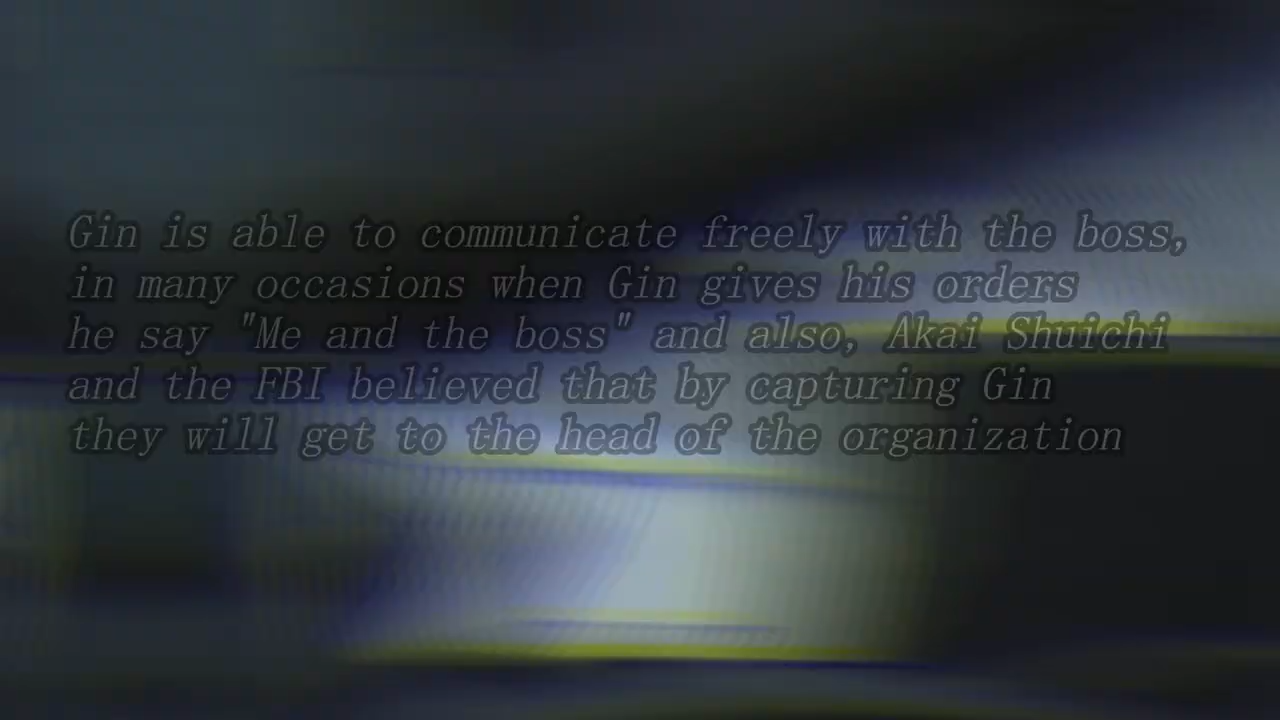 Gin is able to communicate freely with the boss,
in many occasions when Gin gives his orders
he say "Me and the boss" and also, Akai Shuichi
and the FBI believed that by capturing Gin
they will get to the head of the organization